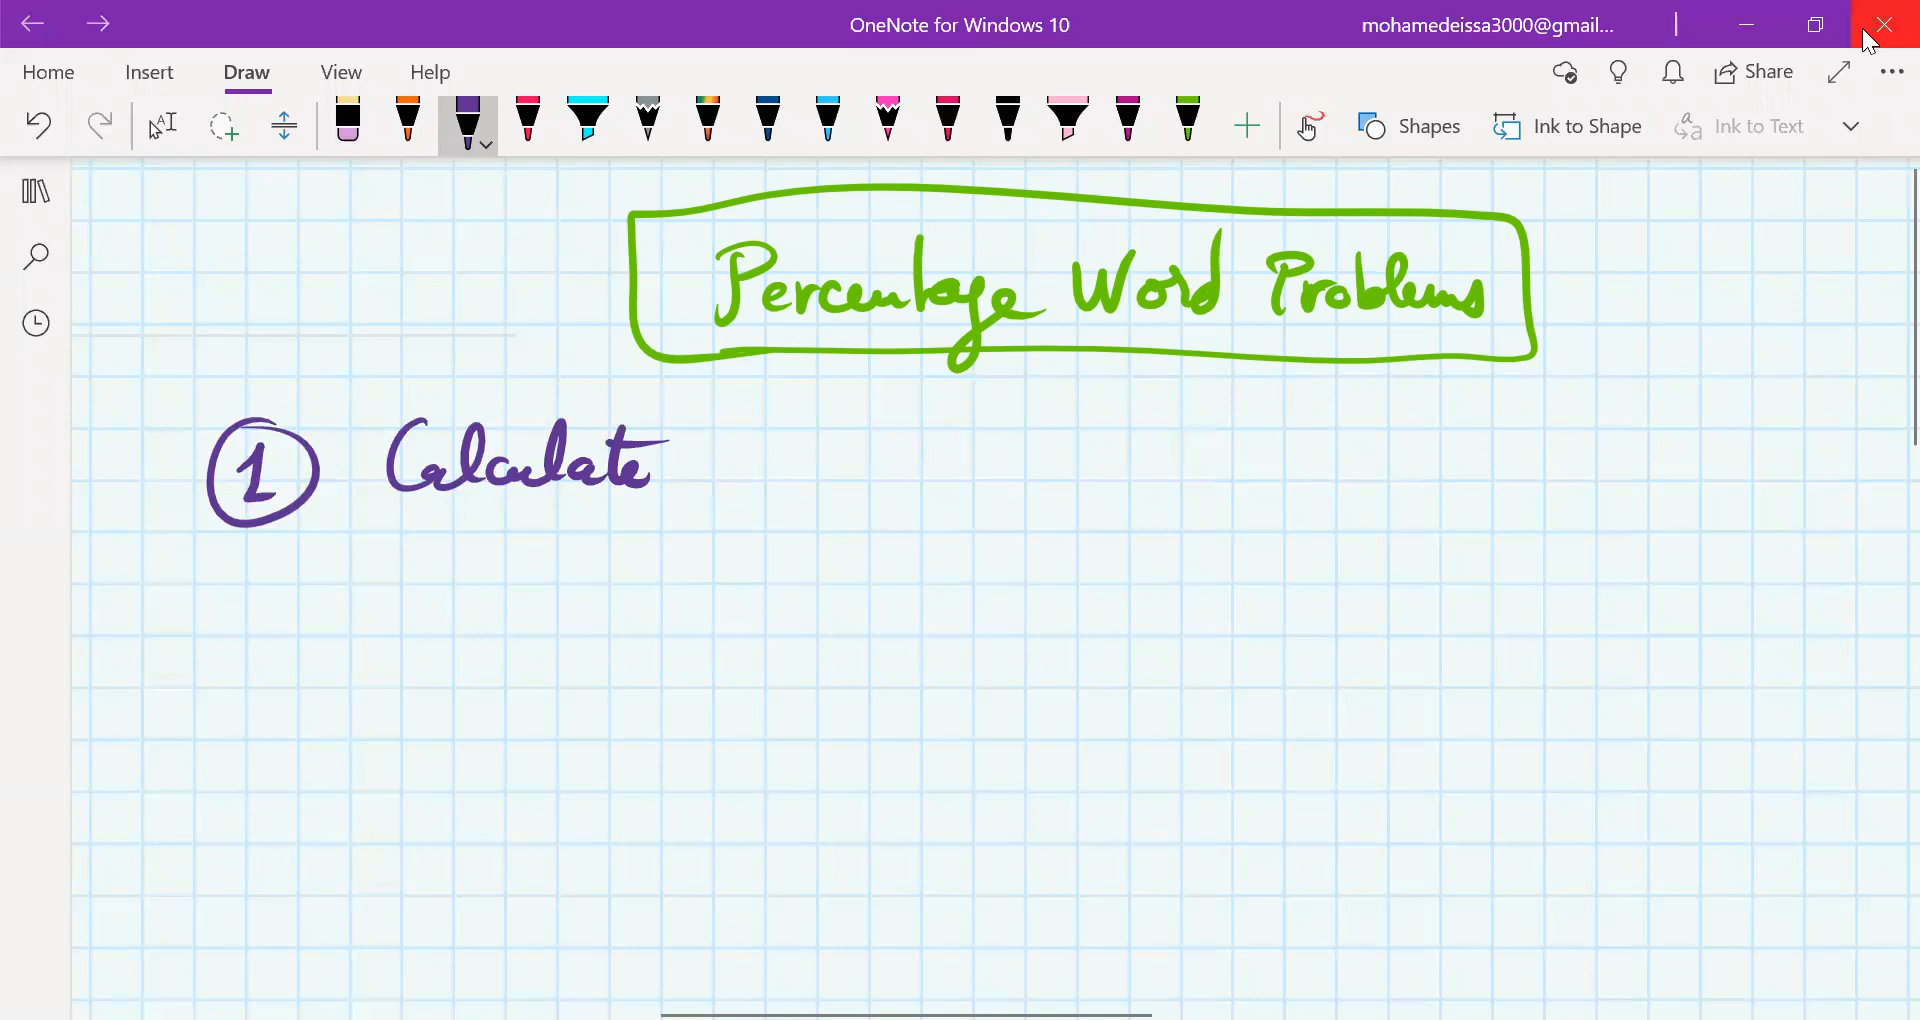 OneNote for Windows 10
mohamedeissa3000@gmail...
Home Insert Draw View Help
Share
Shapes
Ink to Shape
Ink to Text
Percentage Word Problems
1 Calculate